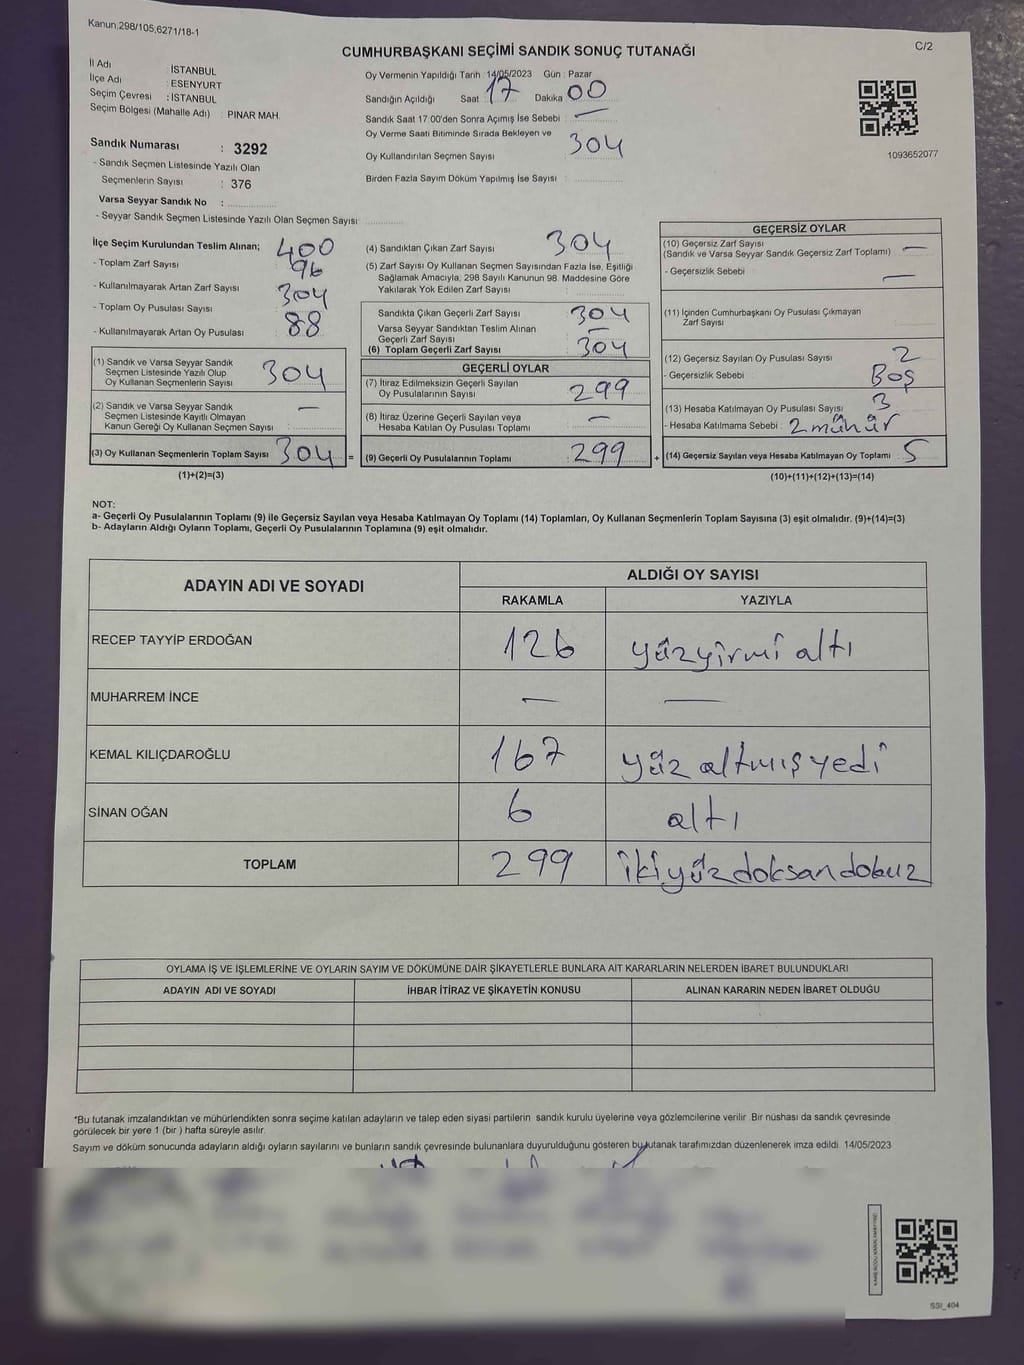 Kanun;298/105,6271/18-1
C/2
CUMHURBAŞKANI SEÇİMİ SANDIK SONUÇ TUTANAĞI
İl Adı : İSTANBUL
İlçe Adı : ESENYURT
Seçim Çevresi : İSTANBUL
Seçim Bölgesi (Mahalle Adı) : PINAR MAH.
Sandık Numarası : 3292
- Sandık Seçmen Listesinde Yazılı Olan
Seçmenlerin Sayısı : 376
Varsa Seyyar Sandık No :
- Seyyar Sandık Seçmen Listesinde Yazılı Olan Seçmen Sayısı:
Oy Vermenin Yapıldığı Tarih : 14/05/2023 Gün : Pazar
Sandığın Açıldığı Saat : 17 Dakika 00
Sandık Saat 17:00'den Sonra Açımış İse Sebebi : —
Oy Verme Saati Bitiminde Sırada Bekleyen ve
Oy Kullandırılan Seçmen Sayısı 304
Birden Fazla Sayım Döküm Yapılmış İse Sayısı :
1093652077
İlçe Seçim Kurulundan Teslim Alınan;
- Toplam Zarf Sayısı 400
- Kullanılmayarak Artan Zarf Sayısı 96
- Toplam Oy Pusulası Sayısı 304
- Kullanılmayarak Artan Oy Pusulası 88
(1) Sandık ve Varsa Seyyar Sandık
Seçmen Listesinde Yazılı Olup
Oy Kullanan Seçmenlerin Sayısı 304
(2) Sandık ve Varsa Seyyar Sandık
Seçmen Listesinde Kayıtlı Olmayan
Kanun Gereği Oy Kullanan Seçmen Sayısı : —
(3) Oy Kullanan Seçmenlerin Toplam Sayısı 304 =
(1)+(2)=(3)
(4) Sandıktan Çıkan Zarf Sayısı 304
(5) Zarf Sayısı Oy Kullanan Seçmen Sayısından Fazla İse, Eşitliği
Sağlamak Amacıyla, 298 Sayılı Kanunun 98. Maddesine Göre
Yakılarak Yok Edilen Zarf Sayısı
Sandıkta Çıkan Geçerli Zarf Sayısı 304
Varsa Seyyar Sandıktan Teslim Alınan
Geçerli Zarf Sayısı —
(6) Toplam Geçerli Zarf Sayısı 304
GEÇERLİ OYLAR
(7) İtiraz Edilmeksizin Geçerli Sayılan
Oy Pusulalarının Sayısı 299
(8) İtiraz Üzerine Geçerli Sayılan veya
Hesaba Katılan Oy Pusulası Toplamı —
(9) Geçerli Oy Pusulalarının Toplamı : 299 +
GEÇERSİZ OYLAR
(10) Geçersiz Zarf Sayısı
(Sandık ve Varsa Seyyar Sandık Geçersiz Zarf Toplamı) —
- Geçersizlik Sebebi —
(11) İçinden Cumhurbaşkanı Oy Pusulası Çıkmayan
Zarf Sayısı
(12) Geçersiz Sayılan Oy Pusulası Sayısı 2
- Geçersizlik Sebebi : Boş
(13) Hesaba Katılmayan Oy Pusulası Sayısı 3
- Hesaba Katılmama Sebebi : 2 mühür
(14) Geçersiz Sayılan veya Hesaba Katılmayan Oy Toplamı : 5
(10)+(11)+(12)+(13)=(14)
NOT:
a- Geçerli Oy Pusulalarının Toplamı (9) ile Geçersiz Sayılan veya Hesaba Katılmayan Oy Toplamı (14) Toplamları, Oy Kullanan Seçmenlerin Toplam Sayısına (3) eşit olmalıdır. (9)+(14)=(3)
b- Adayların Aldığı Oyların Toplamı, Geçerli Oy Pusulalarının Toplamına (9) eşit olmalıdır.
ADAYIN ADI VE SOYADI ALDIĞI OY SAYISI
RAKAMLA YAZIYLA
RECEP TAYYİP ERDOĞAN 126 yüzyirmi altı
MUHARREM İNCE — —
KEMAL KILIÇDAROĞLU 167 yüz altmış yedi
SİNAN OĞAN 6 altı
TOPLAM 299 ikiyüzdoksandokuz
OYLAMA İŞ VE İŞLEMLERİNE VE OYLARIN SAYIM VE DÖKÜMÜNE DAİR ŞİKAYETLERLE BUNLARA AİT KARARLARIN NELERDEN İBARET BULUNDUKLARI
ADAYIN ADI VE SOYADI İHBAR İTİRAZ VE ŞİKAYETİN KONUSU ALINAN KARARIN NEDEN İBARET OLDUĞU
*Bu tutanak imzalandıktan ve mühürlendikten sonra seçime katılan adayların ve talep eden siyasi partilerin sandık kurulu üyelerine veya gözlemcilerine verilir. Bir nüshası da sandık çevresinde
görülecek bir yere 1 (bir ) hafta süreyle asılır.
Sayım ve döküm sonucunda adayların aldığı oyların sayılarını ve bunların sandık çevresinde bulunanlara duyurulduğunu gösteren bu tutanak tarafımızdan düzenlenerek imza edildi. 14/05/2023
SSI_404